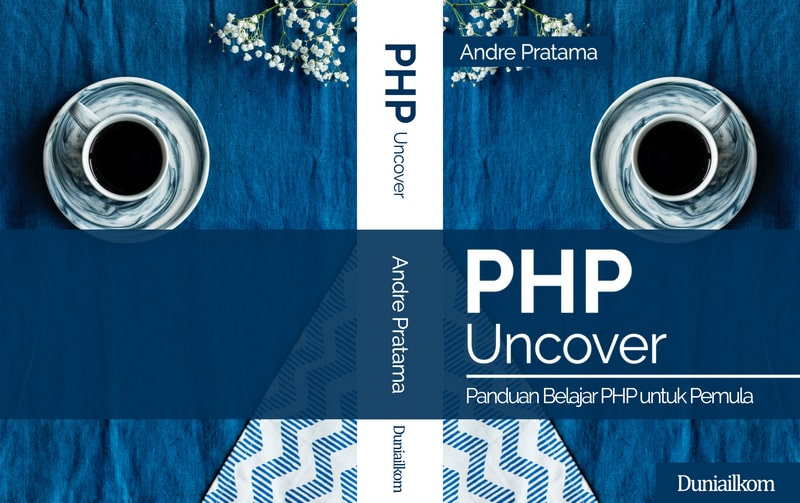 PHP Uncover
Andre Pratama
Duniailkom
Andre Pratama
PHP
Uncover
Panduan Belajar PHP untuk Pemula
Duniailkom